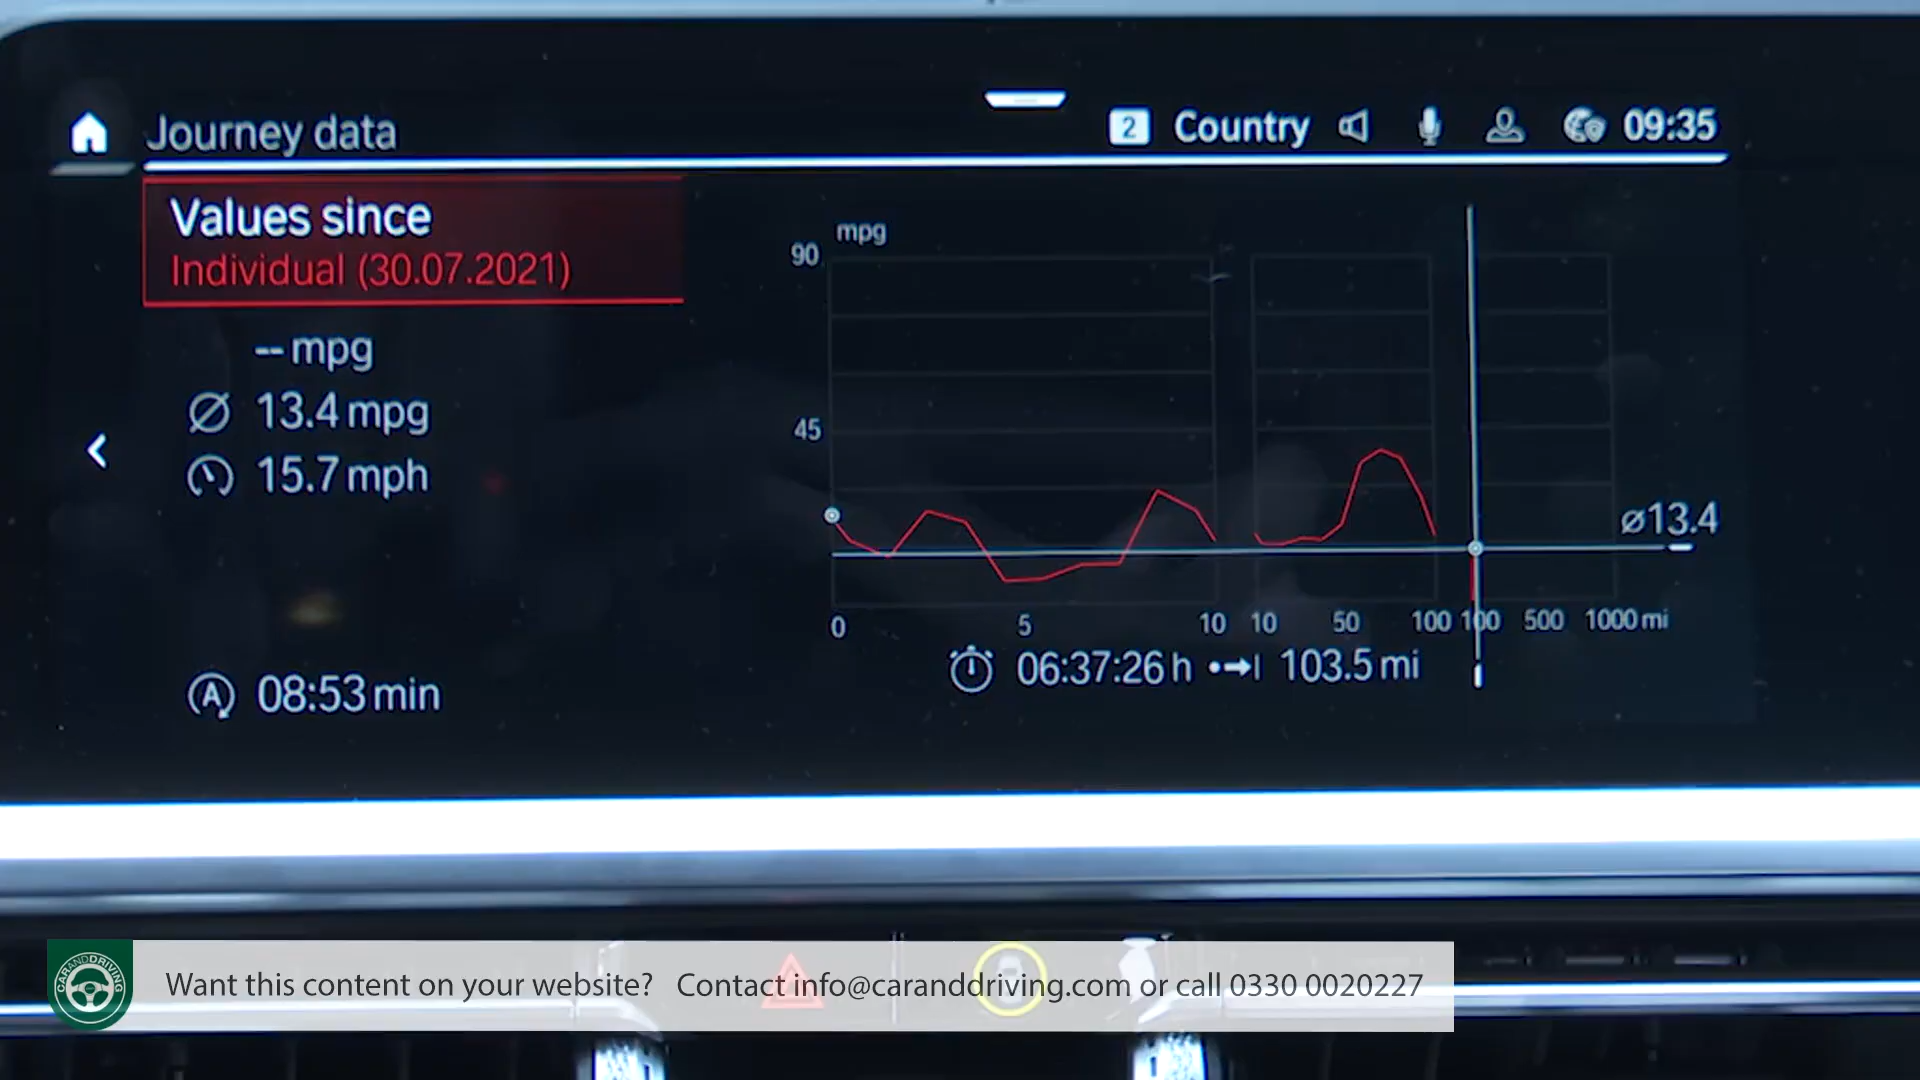 Journey data
2 Country 09:35
Values since
Individual (30.07.2021)
-- mpg
Ø 13.4 mpg
15.7 mph
A 08:53 min
mpg
90
45
ø13.4
0 5 10 10 50 100 100 500 1000 mi
06:37:26 h 103.5 mi
CARANDDRIVING
Want this content on your website? Contact info@caranddriving.com or call 0330 0020227